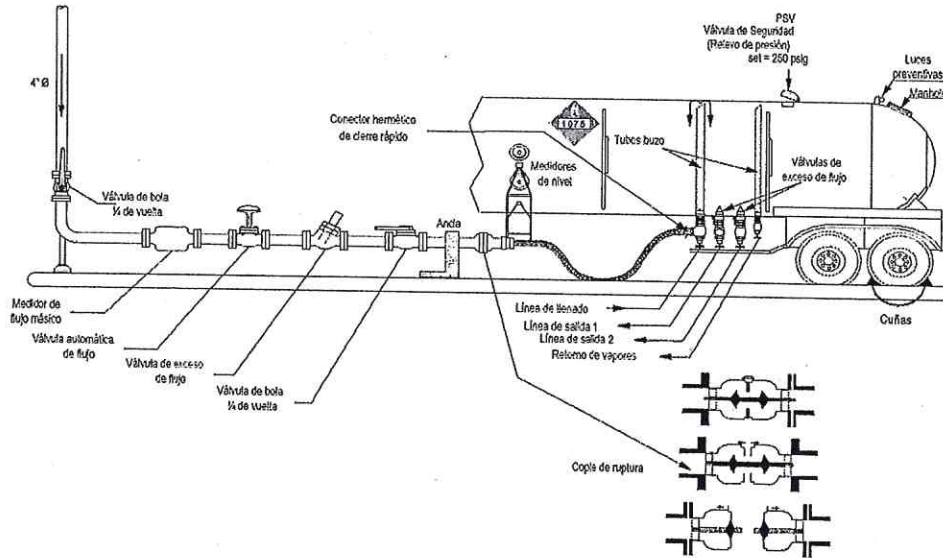 PSV
Válvula de Seguridad
(Relevo de presión)
set = 250 psig
Luces
preventivas
Manhole
4" Ø
Conector hermético
de cierre rápido
1075
Medidores
de nivel
Tubos buzo
Válvulas de
exceso de flujo
Válvula de bola
¼ de vuelta
Ancla
Medidor de
flujo másico
Válvula automática
de flujo
Válvula de exceso
de flujo
Válvula de bola
¼ de vuelta
Línea de llenado
Línea de salida 1
Línea de salida 2
Retorno de vapores
Cuñas
Cople de ruptura